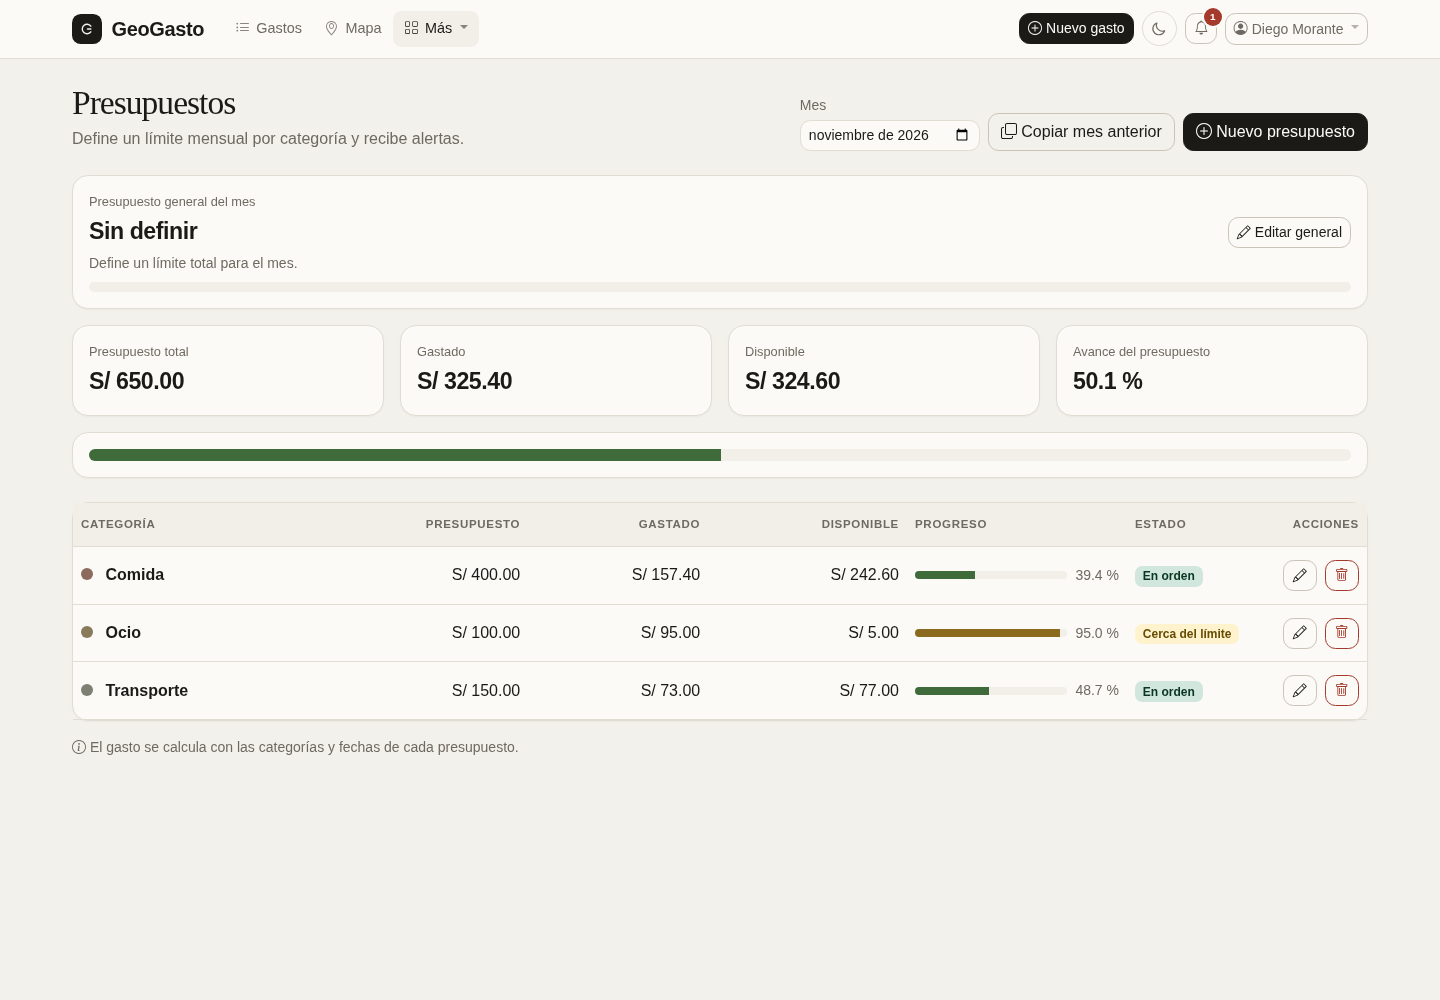 GeoGasto
Gastos
Mapa
Más
Nuevo gasto
1
Diego Morante
Presupuestos
Define un límite mensual por categoría y recibe alertas.
Mes
noviembre de 2026
Copiar mes anterior
Nuevo presupuesto
Presupuesto general del mes
Sin definir
Define un límite total para el mes.
Editar general
Presupuesto total
S/ 650.00
Gastado
S/ 325.40
Disponible
S/ 324.60
Avance del presupuesto
50.1 %
CATEGORÍA PRESUPUESTO GASTADO DISPONIBLE PROGRESO ESTADO ACCIONES
Comida S/ 400.00 S/ 157.40 S/ 242.60 39.4 % En orden
Ocio S/ 100.00 S/ 95.00 S/ 5.00 95.0 % Cerca del límite
Transporte S/ 150.00 S/ 73.00 S/ 77.00 48.7 % En orden
El gasto se calcula con las categorías y fechas de cada presupuesto.